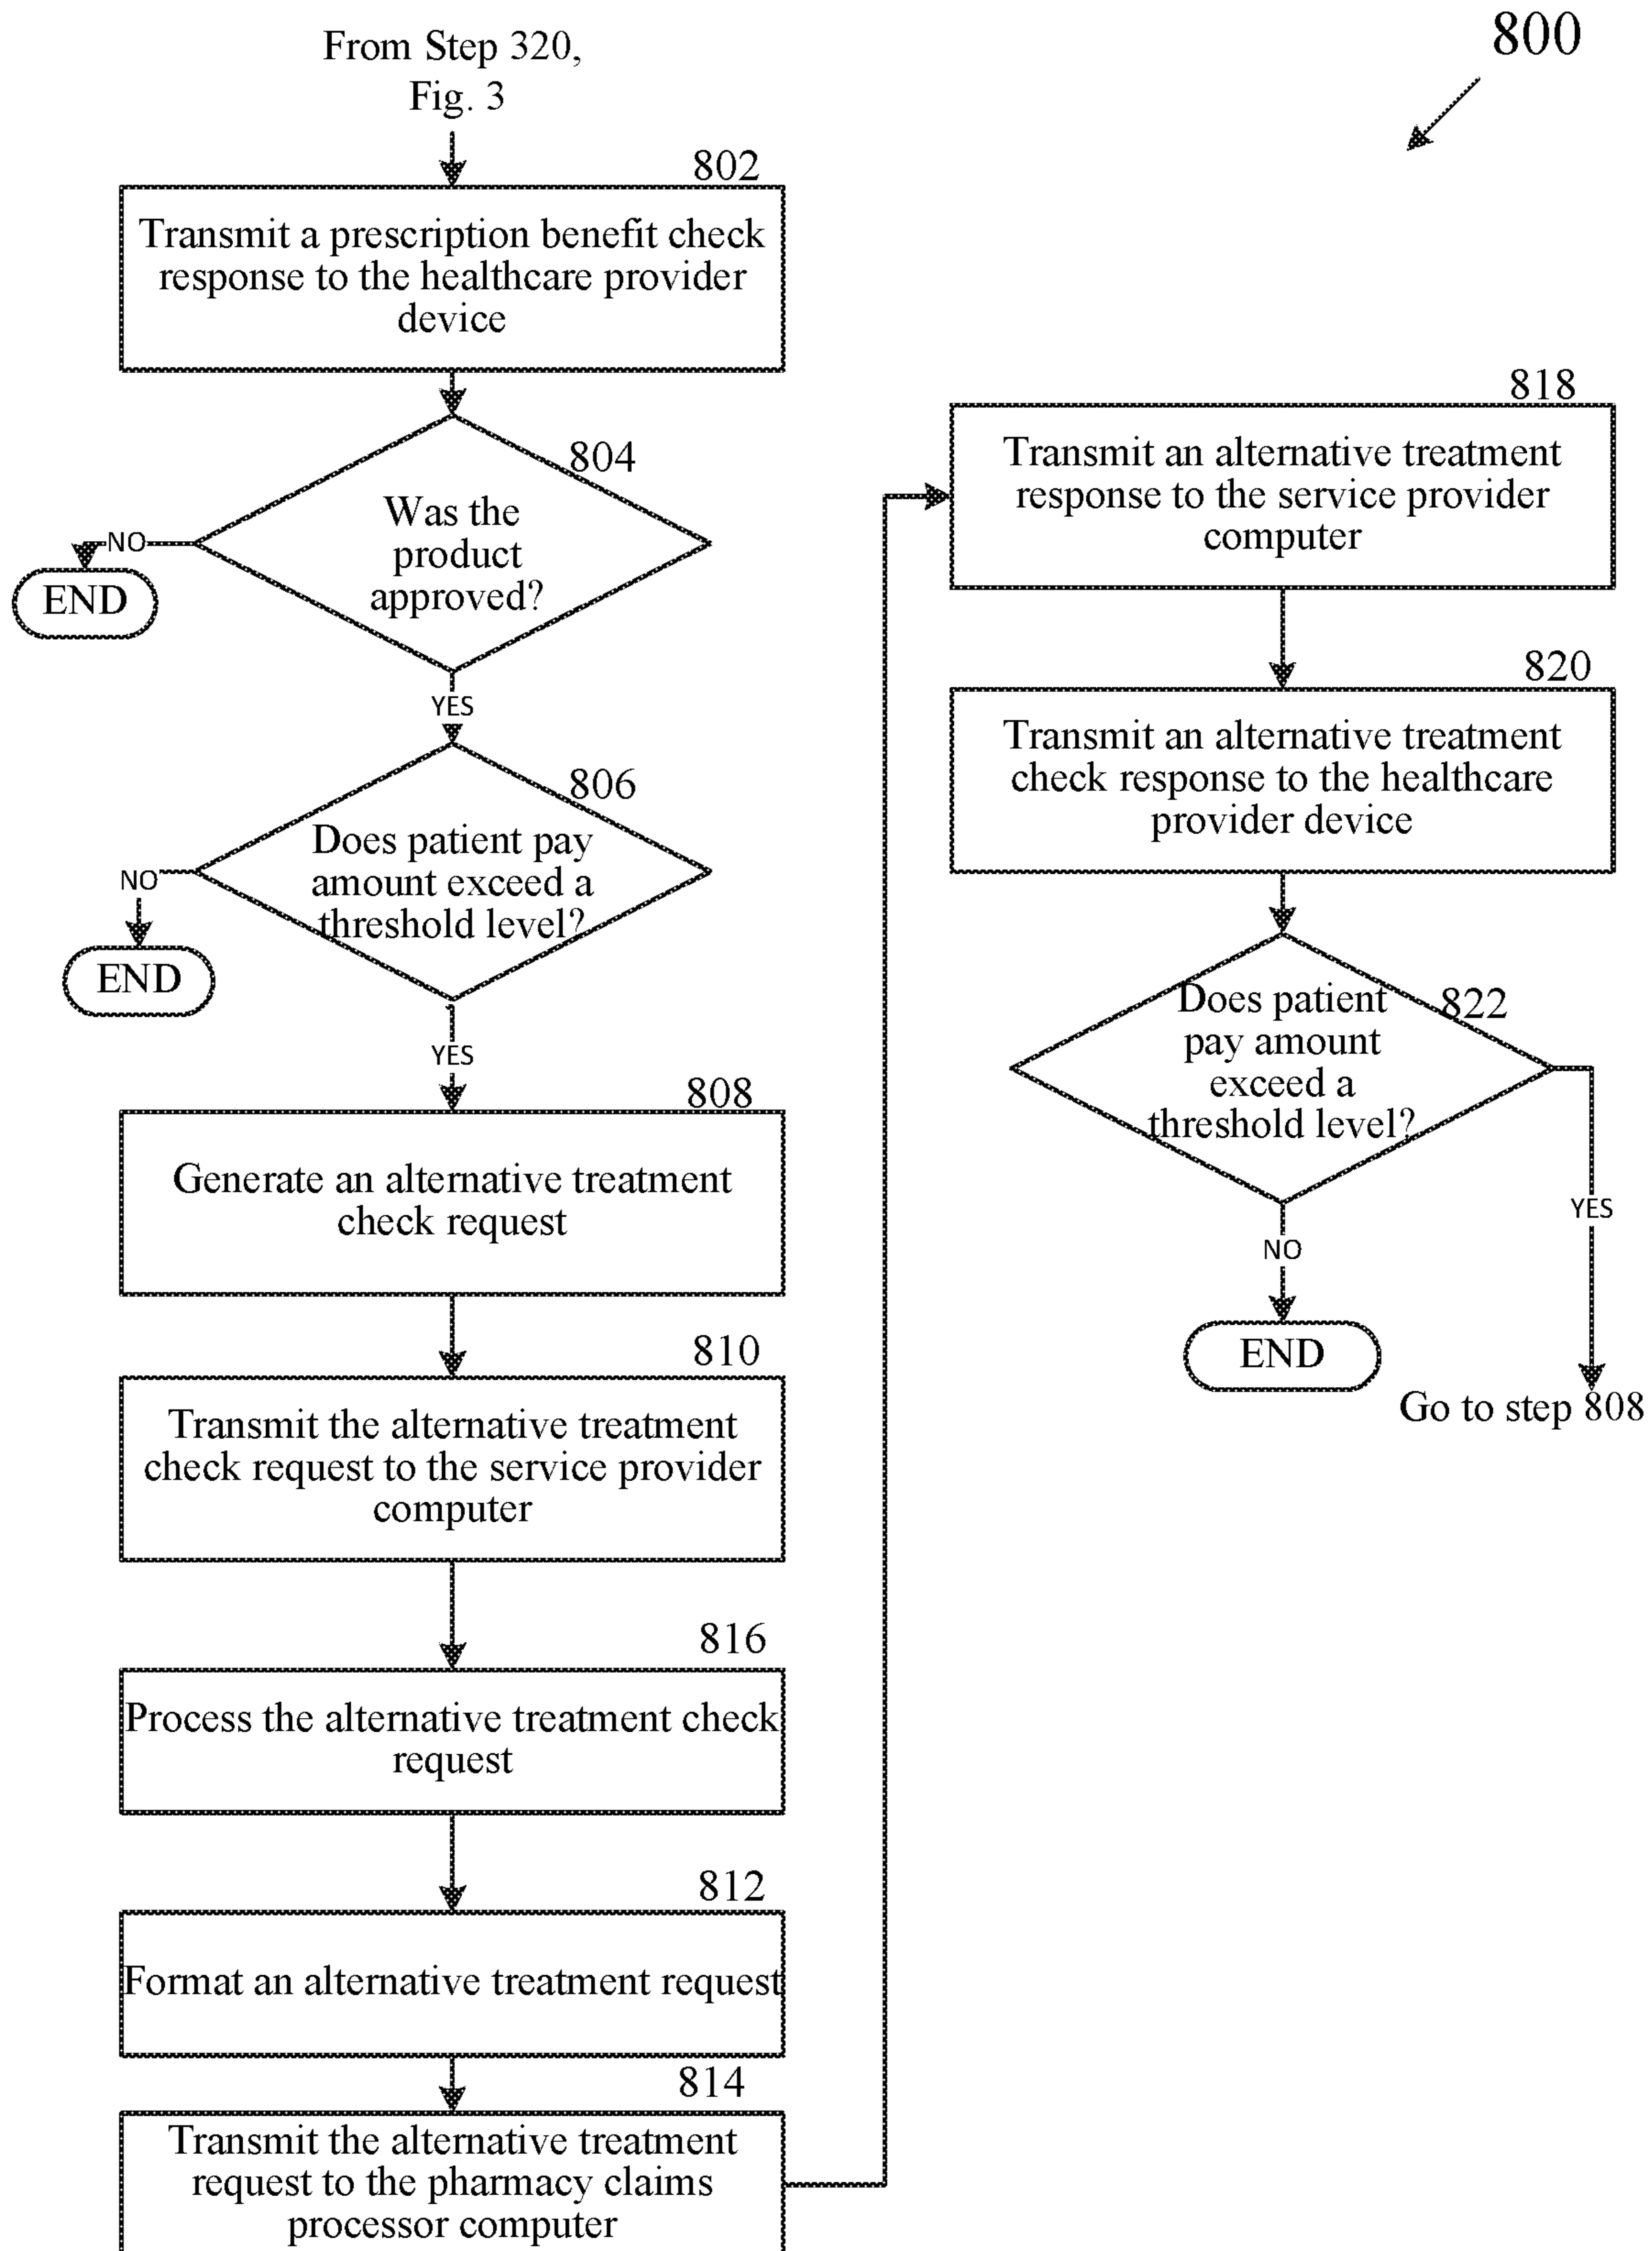 From Step 320,
Fig. 3
800
802
Transmit a prescription benefit check
response to the healthcare provider
device
804
Was the
product
approved?
NO
END
YES
806
Does patient pay
amount exceed a
threshold level?
NO
END
YES
808
Generate an alternative treatment
check request
810
Transmit the alternative treatment
check request to the service provider
computer
816
Process the alternative treatment check
request
812
Format an alternative treatment request
814
Transmit the alternative treatment
request to the pharmacy claims
processor computer
818
Transmit an alternative treatment
response to the service provider
computer
820
Transmit an alternative treatment
check response to the healthcare
provider device
822
Does patient
pay amount
exceed a
threshold level?
YES
NO
END
Go to step 808